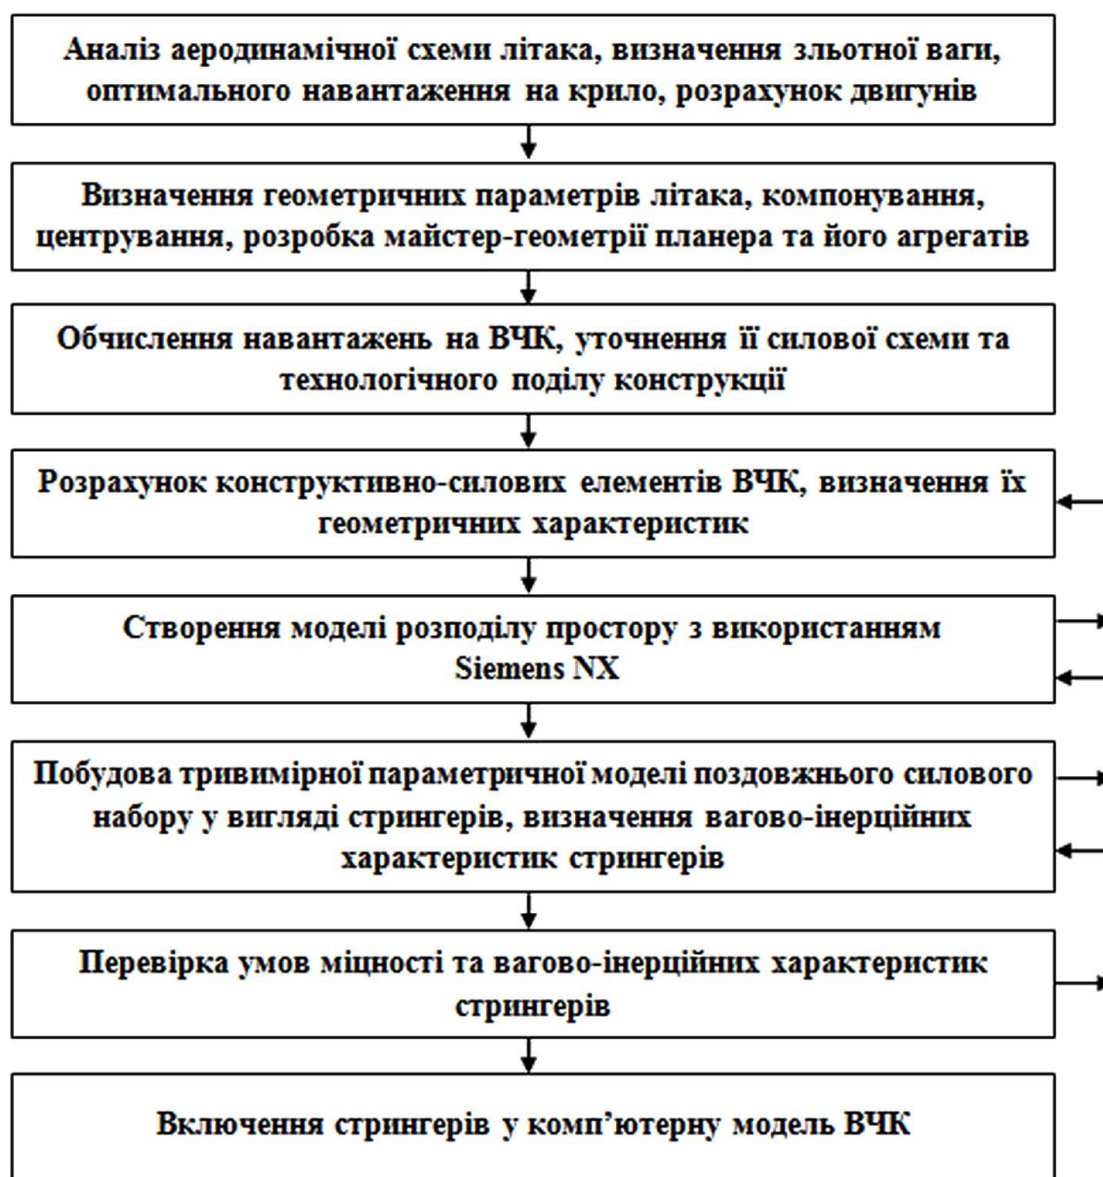 Аналіз аеродинамічної схеми літака, визначення зльотної ваги,
оптимального навантаження на крило, розрахунок двигунів
Визначення геометричних параметрів літака, компонування,
центрування, розробка майстер-геометрії планера та його агрегатів
Обчислення навантажень на ВЧК, уточнення її силової схеми та
технологічного поділу конструкції
Розрахунок конструктивно-силових елементів ВЧК, визначення їх
геометричних характеристик
Створення моделі розподілу простору з використанням
Siemens NX
Побудова тривимірної параметричної моделі поздовжнього силового
набору у вигляді стрингерів, визначення вагово-інерційних
характеристик стрингерів
Перевірка умов міцності та вагово-інерційних характеристик
стрингерів
Включення стрингерів у комп’ютерну модель ВЧК